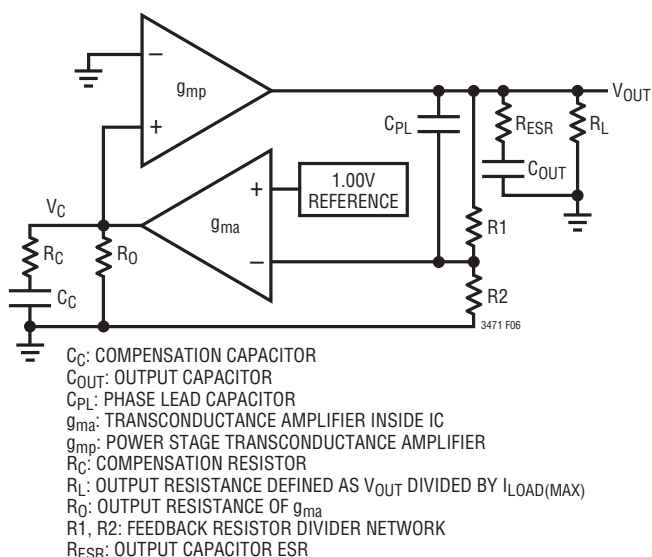 −
g_mp
+
V_OUT
C_PL
R_ESR
R_L
C_OUT
V_C
+
g_ma
−
1.00V
REFERENCE
R1
R_C
R_O
C_C
R2
3471 F06
C_C: COMPENSATION CAPACITOR
C_OUT: OUTPUT CAPACITOR
C_PL: PHASE LEAD CAPACITOR
g_ma: TRANSCONDUCTANCE AMPLIFIER INSIDE IC
g_mp: POWER STAGE TRANSCONDUCTANCE AMPLIFIER
R_C: COMPENSATION RESISTOR
R_L: OUTPUT RESISTANCE DEFINED AS V_OUT DIVIDED BY I_LOAD(MAX)
R_O: OUTPUT RESISTANCE OF g_ma
R1, R2: FEEDBACK RESISTOR DIVIDER NETWORK
R_ESR: OUTPUT CAPACITOR ESR